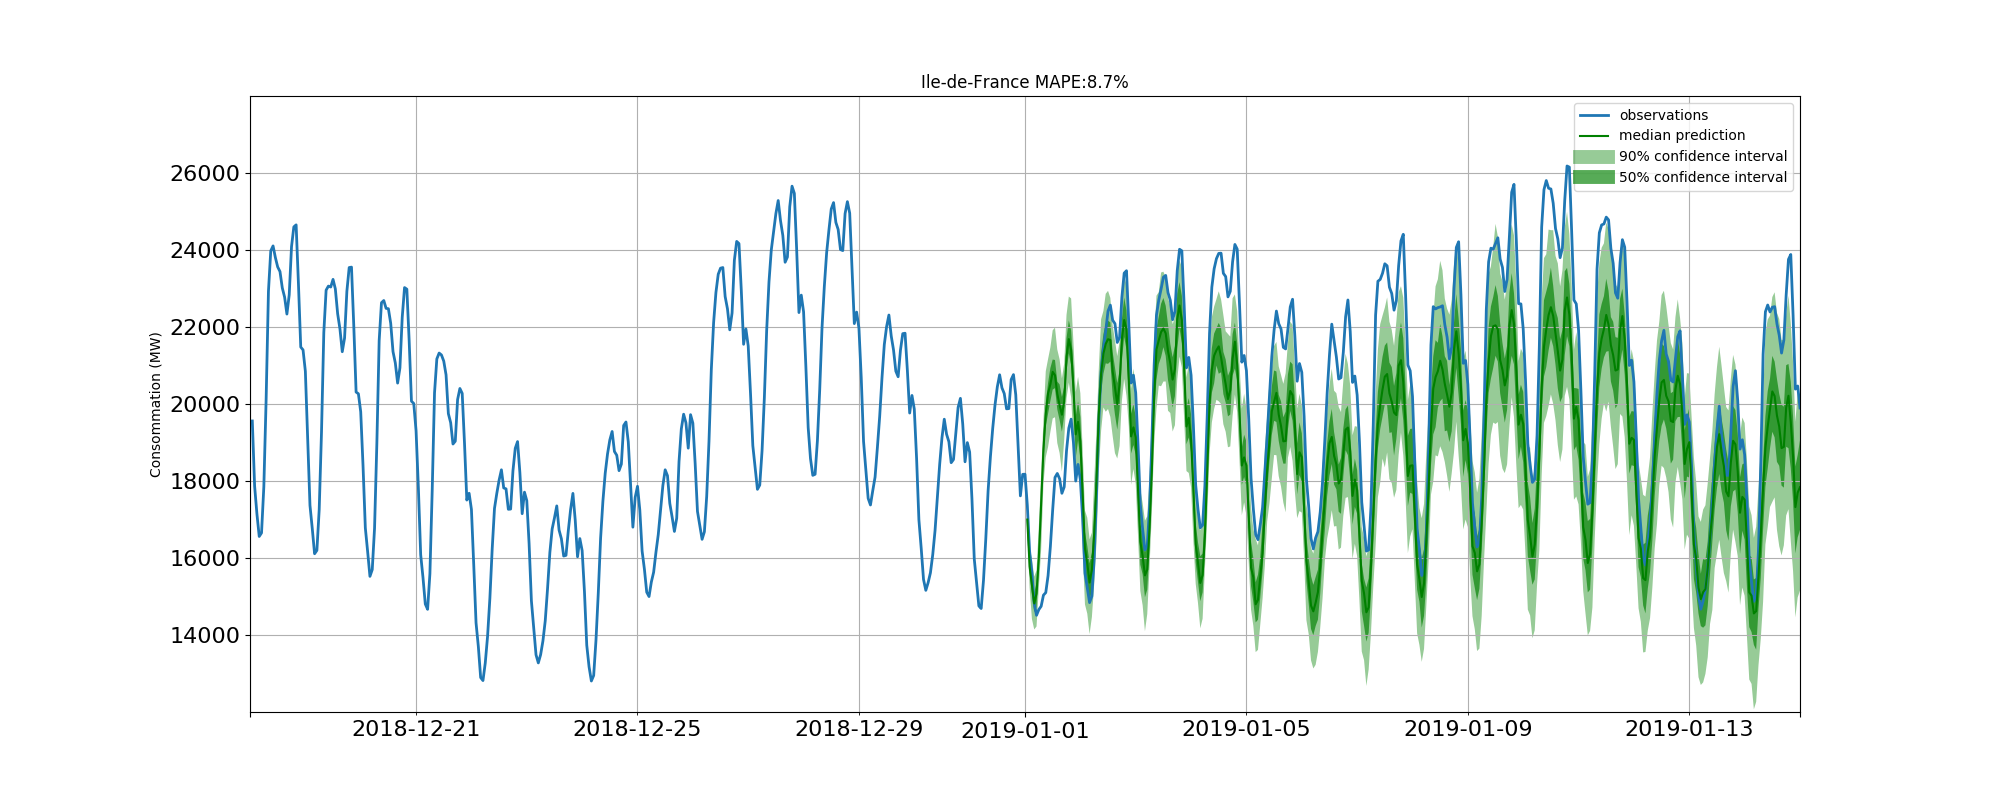 Ile-de-France MAPE:8.7%
observations
median prediction
90% confidence interval
50% confidence interval
Consommation (MW)
26000
24000
22000
20000
18000
16000
14000
2018-12-21
2018-12-25
2018-12-29
2019-01-01
2019-01-05
2019-01-09
2019-01-13